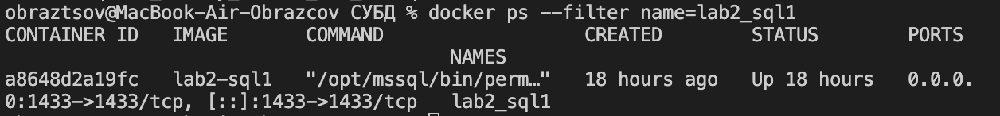 obraztsov@MacBook-Air-Obrazcov СУБД % docker ps --filter name=lab2_sql1
CONTAINER ID   IMAGE       COMMAND                  CREATED        STATUS        PORTS
                                        NAMES
a8648d2a19fc   lab2-sql1   "/opt/mssql/bin/perm…"   18 hours ago   Up 18 hours   0.0.0.
0:1433->1433/tcp, [::]:1433->1433/tcp   lab2_sql1